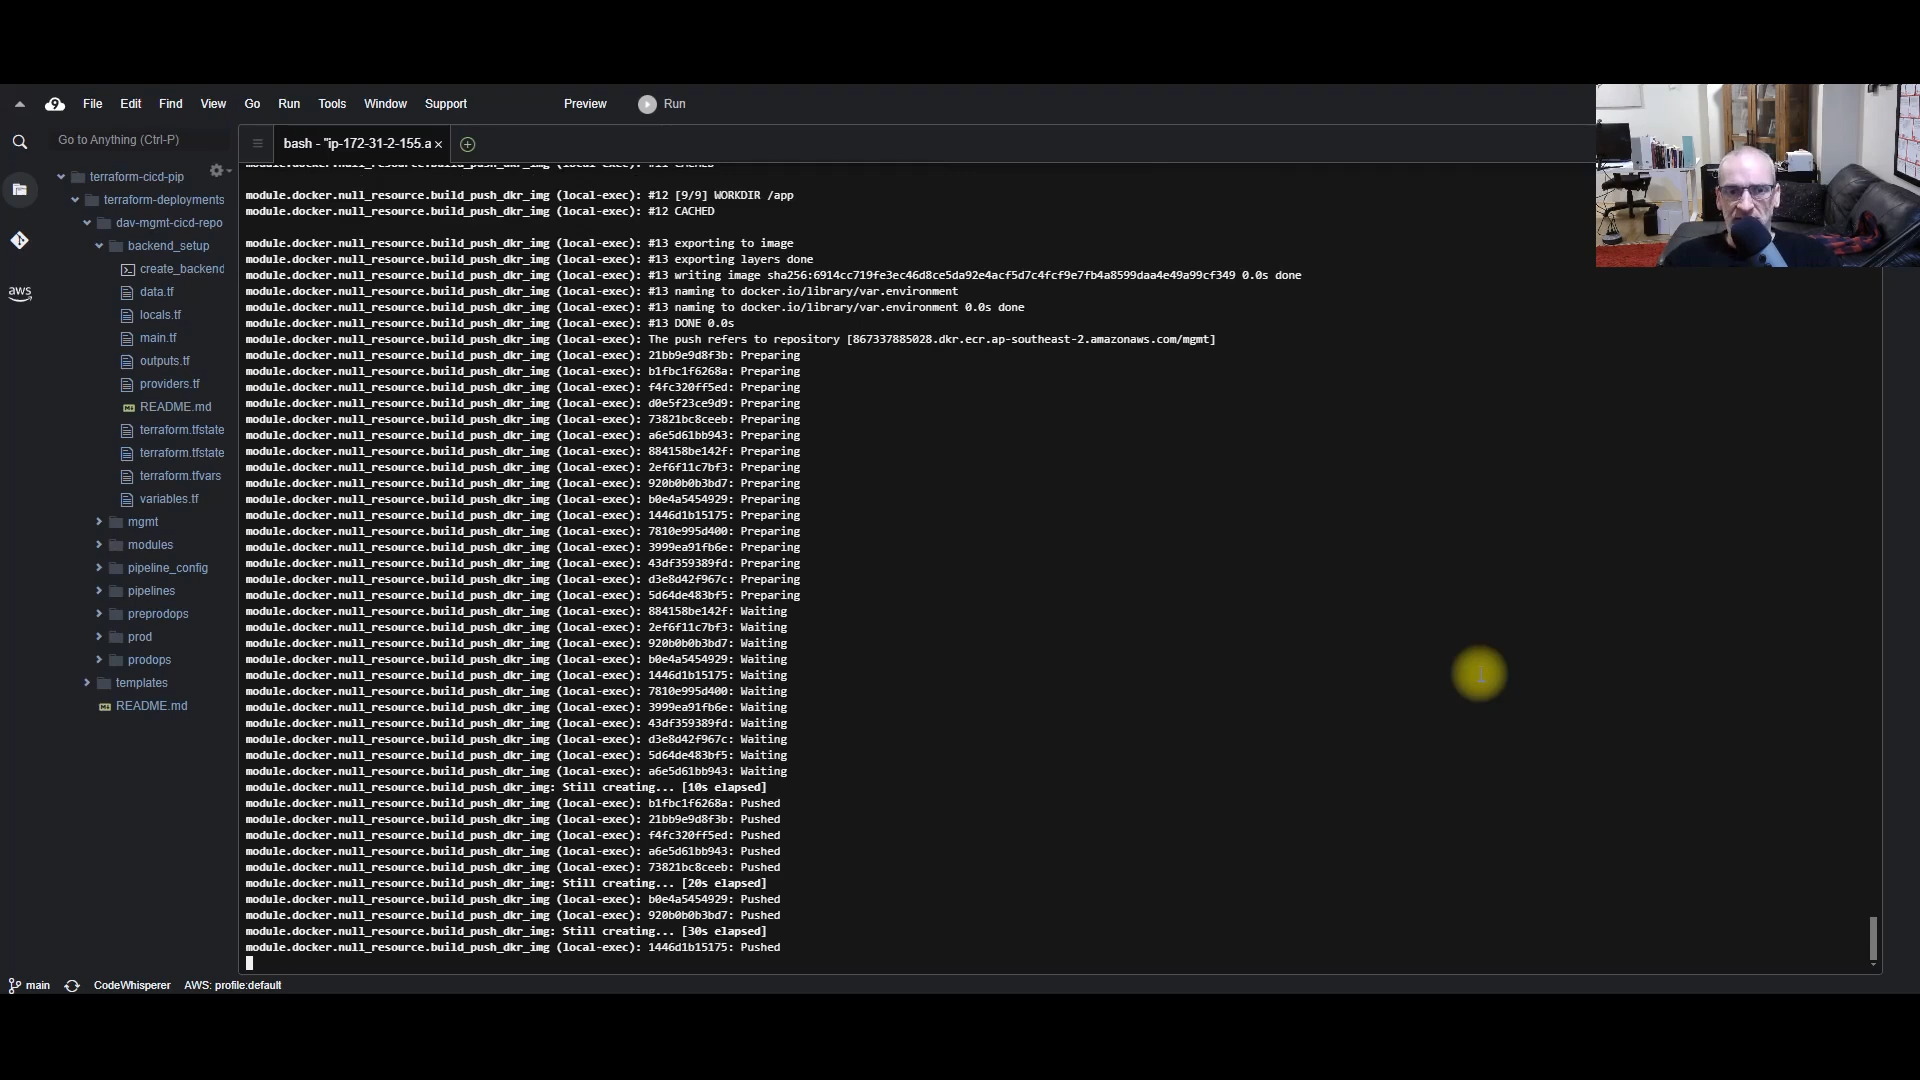 File Edit Find View Go Run Tools Window Support Preview Run
Go to Anything (Ctrl-P)
bash - "ip-172-31-2-155.a ×
terraform-cicd-pip
terraform-deployments
dav-mgmt-cicd-repo
backend_setup
create_backend
data.tf
locals.tf
main.tf
outputs.tf
providers.tf
README.md
terraform.tfstate
terraform.tfstate
terraform.tfvars
variables.tf
mgmt
modules
pipeline_config
pipelines
preprodops
prod
prodops
templates
README.md
aws
module.docker.null_resource.build_push_dkr_img (local-exec): #11 CACHED
module.docker.null_resource.build_push_dkr_img (local-exec): #12 [9/9] WORKDIR /app
module.docker.null_resource.build_push_dkr_img (local-exec): #12 CACHED
module.docker.null_resource.build_push_dkr_img (local-exec): #13 exporting to image
module.docker.null_resource.build_push_dkr_img (local-exec): #13 exporting layers done
module.docker.null_resource.build_push_dkr_img (local-exec): #13 writing image sha256:6914cc719fe3ec46d8ce5da92e4acf5d7c4fcf9e7fb4a8599daa4e49a99cf349 0.0s done
module.docker.null_resource.build_push_dkr_img (local-exec): #13 naming to docker.io/library/var.environment
module.docker.null_resource.build_push_dkr_img (local-exec): #13 naming to docker.io/library/var.environment 0.0s done
module.docker.null_resource.build_push_dkr_img (local-exec): #13 DONE 0.0s
module.docker.null_resource.build_push_dkr_img (local-exec): The push refers to repository [867337885028.dkr.ecr.ap-southeast-2.amazonaws.com/mgmt]
module.docker.null_resource.build_push_dkr_img (local-exec): 21bb9e9d8f3b: Preparing
module.docker.null_resource.build_push_dkr_img (local-exec): b1fbc1f6268a: Preparing
module.docker.null_resource.build_push_dkr_img (local-exec): f4fc320ff5ed: Preparing
module.docker.null_resource.build_push_dkr_img (local-exec): d0e5f23ce9d9: Preparing
module.docker.null_resource.build_push_dkr_img (local-exec): 73821bc8ceeb: Preparing
module.docker.null_resource.build_push_dkr_img (local-exec): a6e5d61bb943: Preparing
module.docker.null_resource.build_push_dkr_img (local-exec): 884158be142f: Preparing
module.docker.null_resource.build_push_dkr_img (local-exec): 2ef6f11c7bf3: Preparing
module.docker.null_resource.build_push_dkr_img (local-exec): 920b0b0b3bd7: Preparing
module.docker.null_resource.build_push_dkr_img (local-exec): b0e4a5454929: Preparing
module.docker.null_resource.build_push_dkr_img (local-exec): 1446d1b15175: Preparing
module.docker.null_resource.build_push_dkr_img (local-exec): 7810e995d400: Preparing
module.docker.null_resource.build_push_dkr_img (local-exec): 3999ea91fb6e: Preparing
module.docker.null_resource.build_push_dkr_img (local-exec): 43df359389fd: Preparing
module.docker.null_resource.build_push_dkr_img (local-exec): d3e8d42f967c: Preparing
module.docker.null_resource.build_push_dkr_img (local-exec): 5d64de483bf5: Preparing
module.docker.null_resource.build_push_dkr_img (local-exec): 884158be142f: Waiting
module.docker.null_resource.build_push_dkr_img (local-exec): 2ef6f11c7bf3: Waiting
module.docker.null_resource.build_push_dkr_img (local-exec): 920b0b0b3bd7: Waiting
module.docker.null_resource.build_push_dkr_img (local-exec): b0e4a5454929: Waiting
module.docker.null_resource.build_push_dkr_img (local-exec): 1446d1b15175: Waiting
module.docker.null_resource.build_push_dkr_img (local-exec): 7810e995d400: Waiting
module.docker.null_resource.build_push_dkr_img (local-exec): 3999ea91fb6e: Waiting
module.docker.null_resource.build_push_dkr_img (local-exec): 43df359389fd: Waiting
module.docker.null_resource.build_push_dkr_img (local-exec): d3e8d42f967c: Waiting
module.docker.null_resource.build_push_dkr_img (local-exec): 5d64de483bf5: Waiting
module.docker.null_resource.build_push_dkr_img (local-exec): a6e5d61bb943: Waiting
module.docker.null_resource.build_push_dkr_img: Still creating... [10s elapsed]
module.docker.null_resource.build_push_dkr_img (local-exec): b1fbc1f6268a: Pushed
module.docker.null_resource.build_push_dkr_img (local-exec): 21bb9e9d8f3b: Pushed
module.docker.null_resource.build_push_dkr_img (local-exec): f4fc320ff5ed: Pushed
module.docker.null_resource.build_push_dkr_img (local-exec): a6e5d61bb943: Pushed
module.docker.null_resource.build_push_dkr_img (local-exec): 73821bc8ceeb: Pushed
module.docker.null_resource.build_push_dkr_img: Still creating... [20s elapsed]
module.docker.null_resource.build_push_dkr_img (local-exec): b0e4a5454929: Pushed
module.docker.null_resource.build_push_dkr_img (local-exec): 920b0b0b3bd7: Pushed
module.docker.null_resource.build_push_dkr_img: Still creating... [30s elapsed]
module.docker.null_resource.build_push_dkr_img (local-exec): 1446d1b15175: Pushed
main CodeWhisperer AWS: profile:default